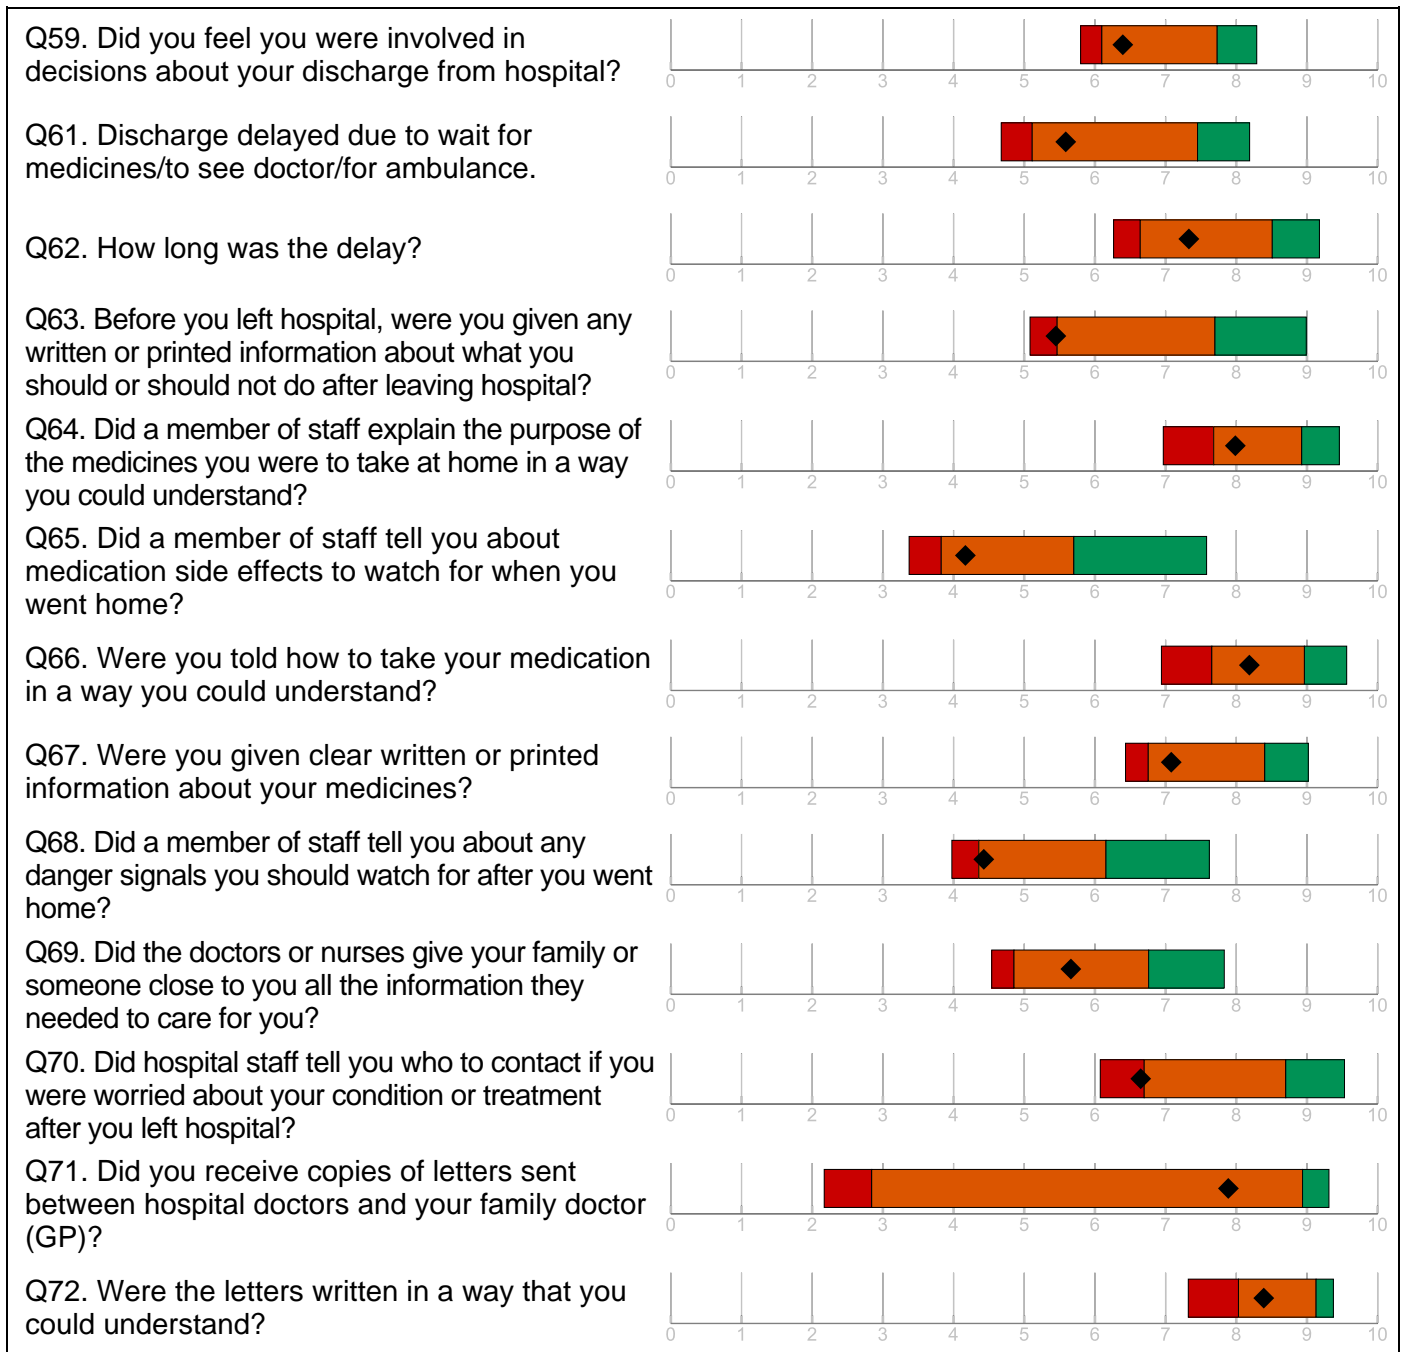 Q59. Did you feel you were involved in
decisions about your discharge from hospital?
0 1 2 3 4 5 6 7 8 9 10
Q61. Discharge delayed due to wait for
medicines/to see doctor/for ambulance.
0 1 2 3 4 5 6 7 8 9 10
Q62. How long was the delay?
0 1 2 3 4 5 6 7 8 9 10
Q63. Before you left hospital, were you given any
written or printed information about what you
should or should not do after leaving hospital?
0 1 2 3 4 5 6 7 8 9 10
Q64. Did a member of staff explain the purpose of
the medicines you were to take at home in a way
you could understand?
0 1 2 3 4 5 6 7 8 9 10
Q65. Did a member of staff tell you about
medication side effects to watch for when you
went home?
0 1 2 3 4 5 6 7 8 9 10
Q66. Were you told how to take your medication
in a way you could understand?
0 1 2 3 4 5 6 7 8 9 10
Q67. Were you given clear written or printed
information about your medicines?
0 1 2 3 4 5 6 7 8 9 10
Q68. Did a member of staff tell you about any
danger signals you should watch for after you went
home?
0 1 2 3 4 5 6 7 8 9 10
Q69. Did the doctors or nurses give your family or
someone close to you all the information they
needed to care for you?
0 1 2 3 4 5 6 7 8 9 10
Q70. Did hospital staff tell you who to contact if you
were worried about your condition or treatment
after you left hospital?
0 1 2 3 4 5 6 7 8 9 10
Q71. Did you receive copies of letters sent
between hospital doctors and your family doctor
(GP)?
0 1 2 3 4 5 6 7 8 9 10
Q72. Were the letters written in a way that you
could understand?
0 1 2 3 4 5 6 7 8 9 10